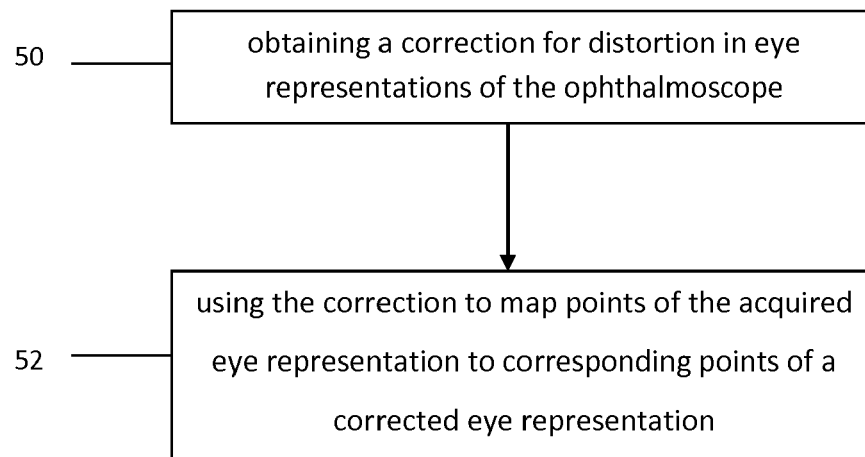 50
obtaining a correction for distortion in eye
representations of the ophthalmoscope
using the correction to map points of the acquired
52
eye representation to corresponding points of a
corrected eye representation